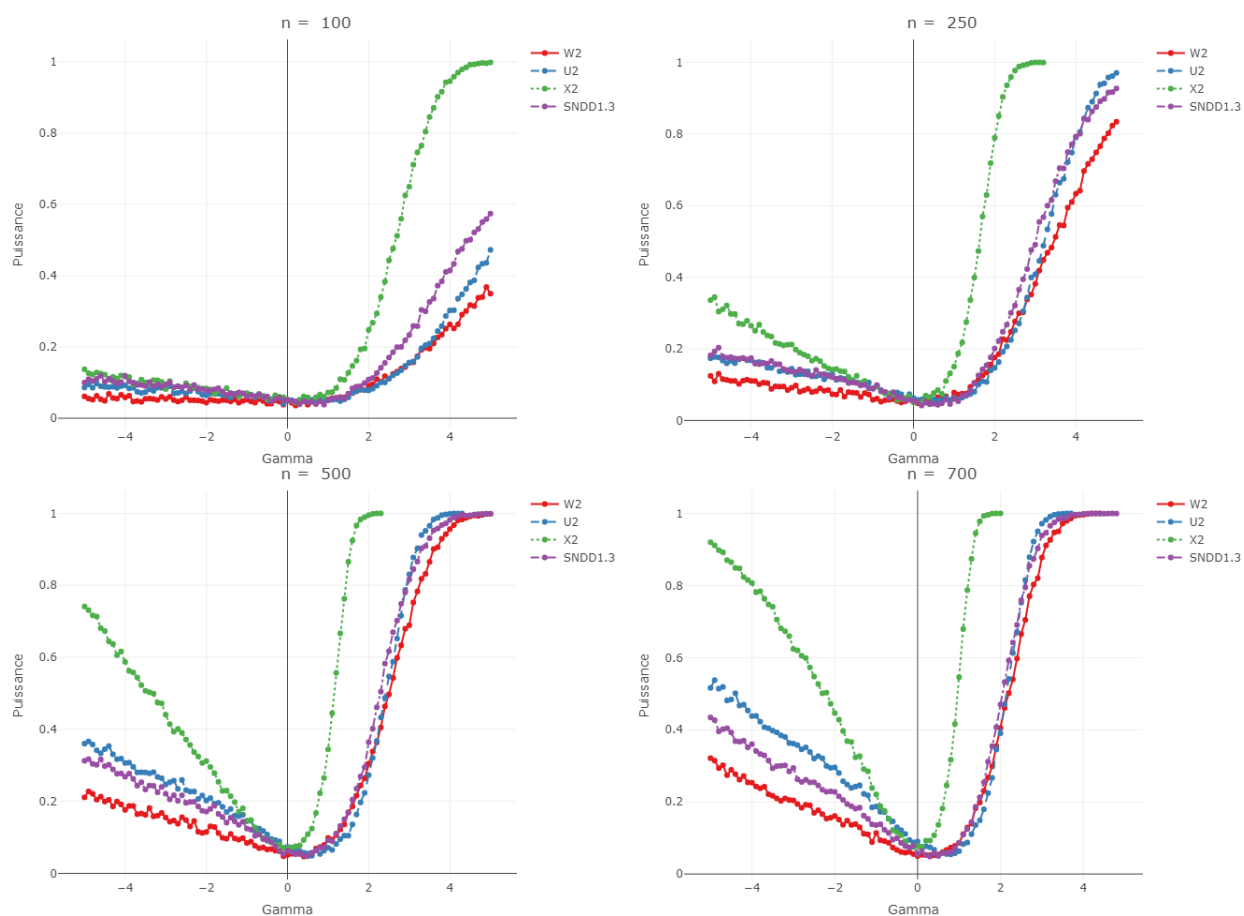 n = 100
W2
U2
X2
SNDD1.3
Puissance
1
0.8
0.6
0.4
0.2
0
−4
−2
0
2
4
Gamma
n = 250
W2
U2
X2
SNDD1.3
Puissance
1
0.8
0.6
0.4
0.2
0
−4
−2
0
2
4
Gamma
n = 500
W2
U2
X2
SNDD1.3
Puissance
1
0.8
0.6
0.4
0.2
0
−4
−2
0
2
4
Gamma
n = 700
W2
U2
X2
SNDD1.3
Puissance
1
0.8
0.6
0.4
0.2
0
−4
−2
0
2
4
Gamma